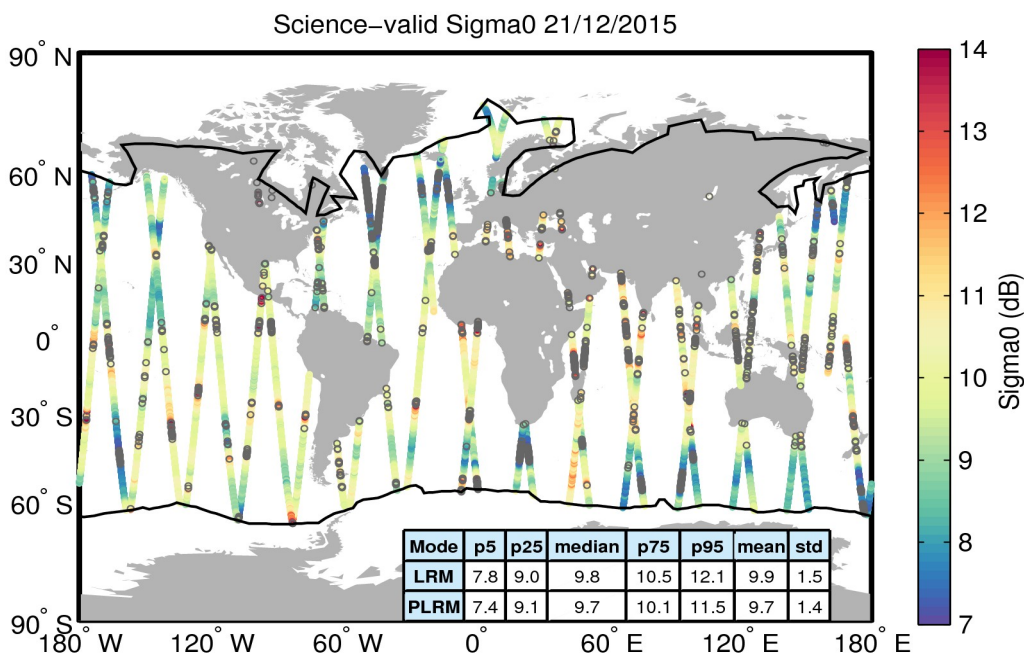 Science−valid Sigma0 21/12/2015
90° N
60° N
30° N
0°
30° S
60° S
90° S
180° W
120° W
60° W
0°
60° E
120° E
180° E
14
13
12
11
10
9
8
7
Sigma0 (dB)
Mode p5 p25 median p75 p95 mean std
LRM 7.8 9.0 9.8 10.5 12.1 9.9 1.5
PLRM 7.4 9.1 9.7 10.1 11.5 9.7 1.4